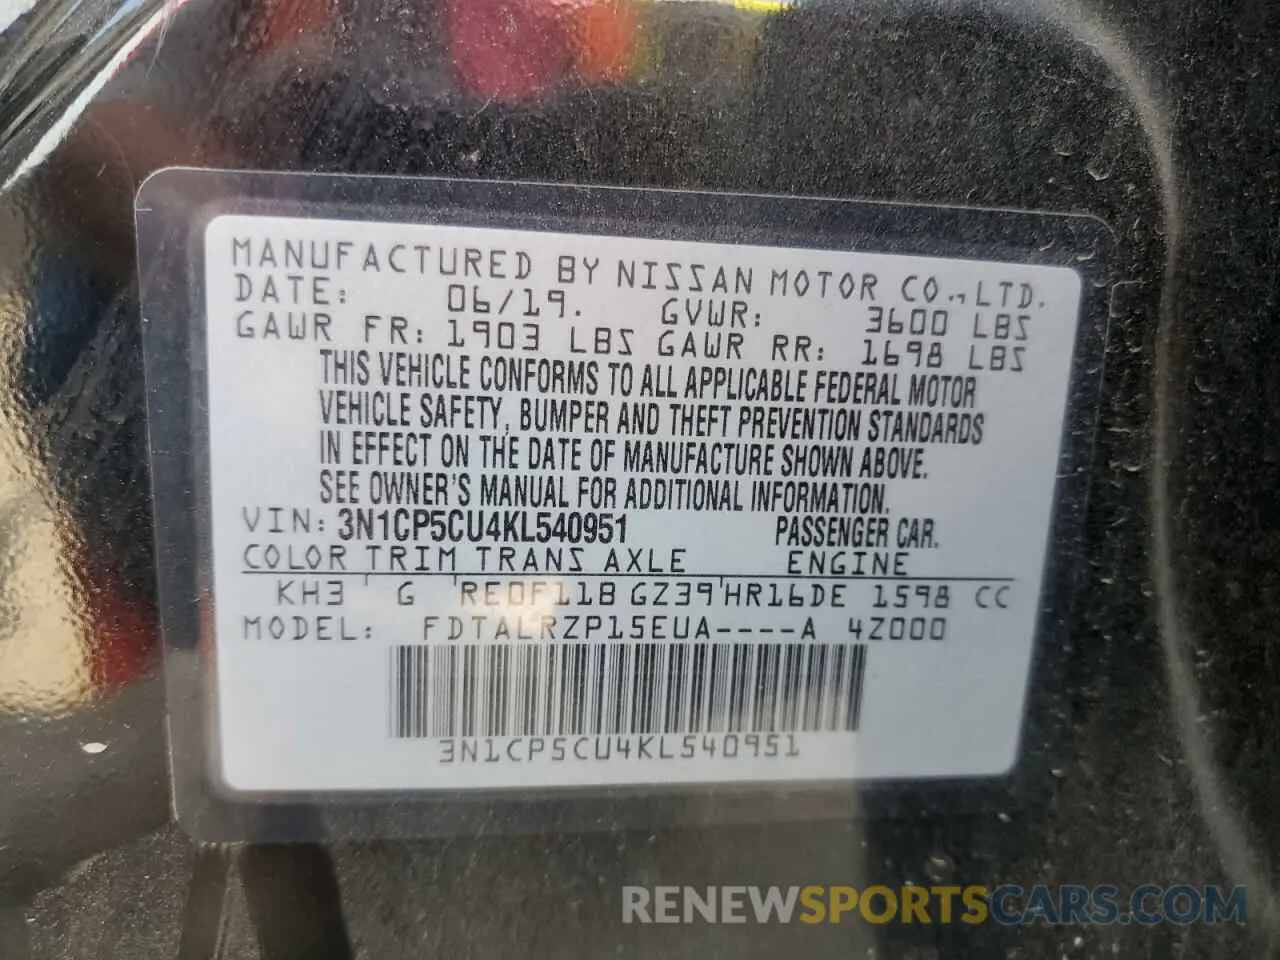 MANUFACTURED BY NISSAN MOTOR CO., LTD.
DATE: 06/19. GVWR: 3600 LBS
GAWR FR: 1903 LBS GAWR RR: 1698 LBS
THIS VEHICLE CONFORMS TO ALL APPLICABLE FEDERAL MOTOR
VEHICLE SAFETY, BUMPER AND THEFT PREVENTION STANDARDS
IN EFFECT ON THE DATE OF MANUFACTURE SHOWN ABOVE.
SEE OWNER'S MANUAL FOR ADDITIONAL INFORMATION.
VIN: 3N1CP5CU4KL540951 PASSENGER CAR.
COLOR TRIM TRANS AXLE ENGINE
KH3 G RE0F11B GZ39 HR16DE 1598 CC
MODEL: FDTALRZP15EUA----A 4Z000
3N1CP5CU4KL540951
RENEWSPORTSCARS.COM